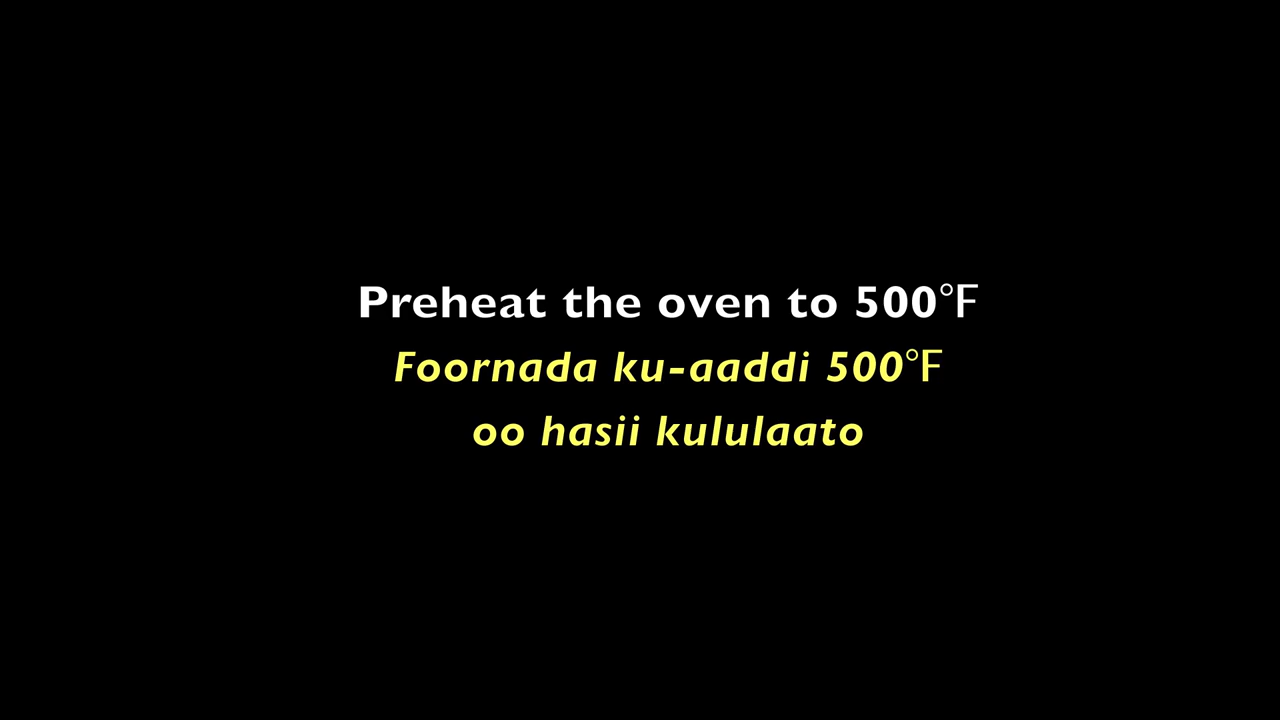 Preheat the oven to 500°F
Foornada ku-aaddi 500°F
oo hasii kululaato